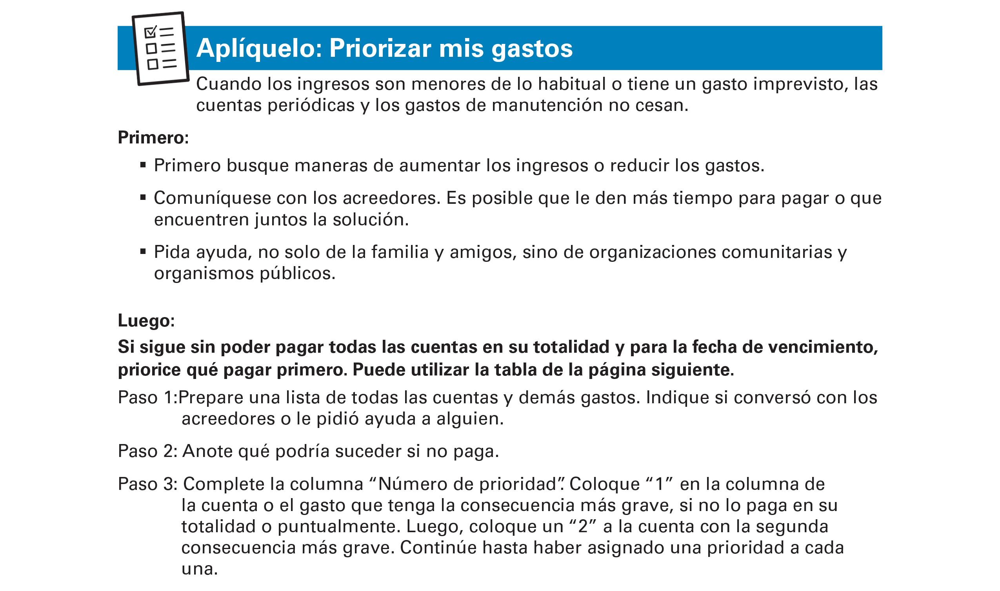 Aplíquelo: Priorizar mis gastos
Cuando los ingresos son menores de lo habitual o tiene un gasto imprevisto, las
cuentas periódicas y los gastos de manutención no cesan.
Primero:
▪ Primero busque maneras de aumentar los ingresos o reducir los gastos.
▪ Comuníquese con los acreedores. Es posible que le den más tiempo para pagar o que
encuentren juntos la solución.
▪ Pida ayuda, no solo de la familia y amigos, sino de organizaciones comunitarias y
organismos públicos.
Luego:
Si sigue sin poder pagar todas las cuentas en su totalidad y para la fecha de vencimiento,
priorice qué pagar primero. Puede utilizar la tabla de la página siguiente.
Paso 1:Prepare una lista de todas las cuentas y demás gastos. Indique si conversó con los
acreedores o le pidió ayuda a alguien.
Paso 2: Anote qué podría suceder si no paga.
Paso 3: Complete la columna “Número de prioridad”. Coloque “1” en la columna de
la cuenta o el gasto que tenga la consecuencia más grave, si no lo paga en su
totalidad o puntualmente. Luego, coloque un “2” a la cuenta con la segunda
consecuencia más grave. Continúe hasta haber asignado una prioridad a cada
una.